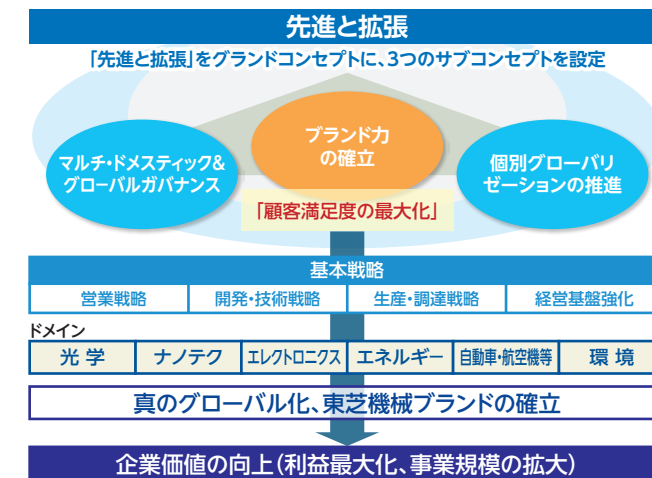 先進と拡張
「先進と拡張」をグランドコンセプトに、3つのサブコンセプトを設定
ブランド力
の確立
マルチ・ドメスティック&
グローバルガバナンス
個別グローバリ
ゼーションの推進
「顧客満足度の最大化」
基本戦略
営業戦略 開発・技術戦略 生産・調達戦略 経営基盤強化
ドメイン
光学 ナノテク エレクトロニクス エネルギー 自動車・航空機等 環境
真のグローバル化、東芝機械ブランドの確立
企業価値の向上(利益最大化、事業規模の拡大)